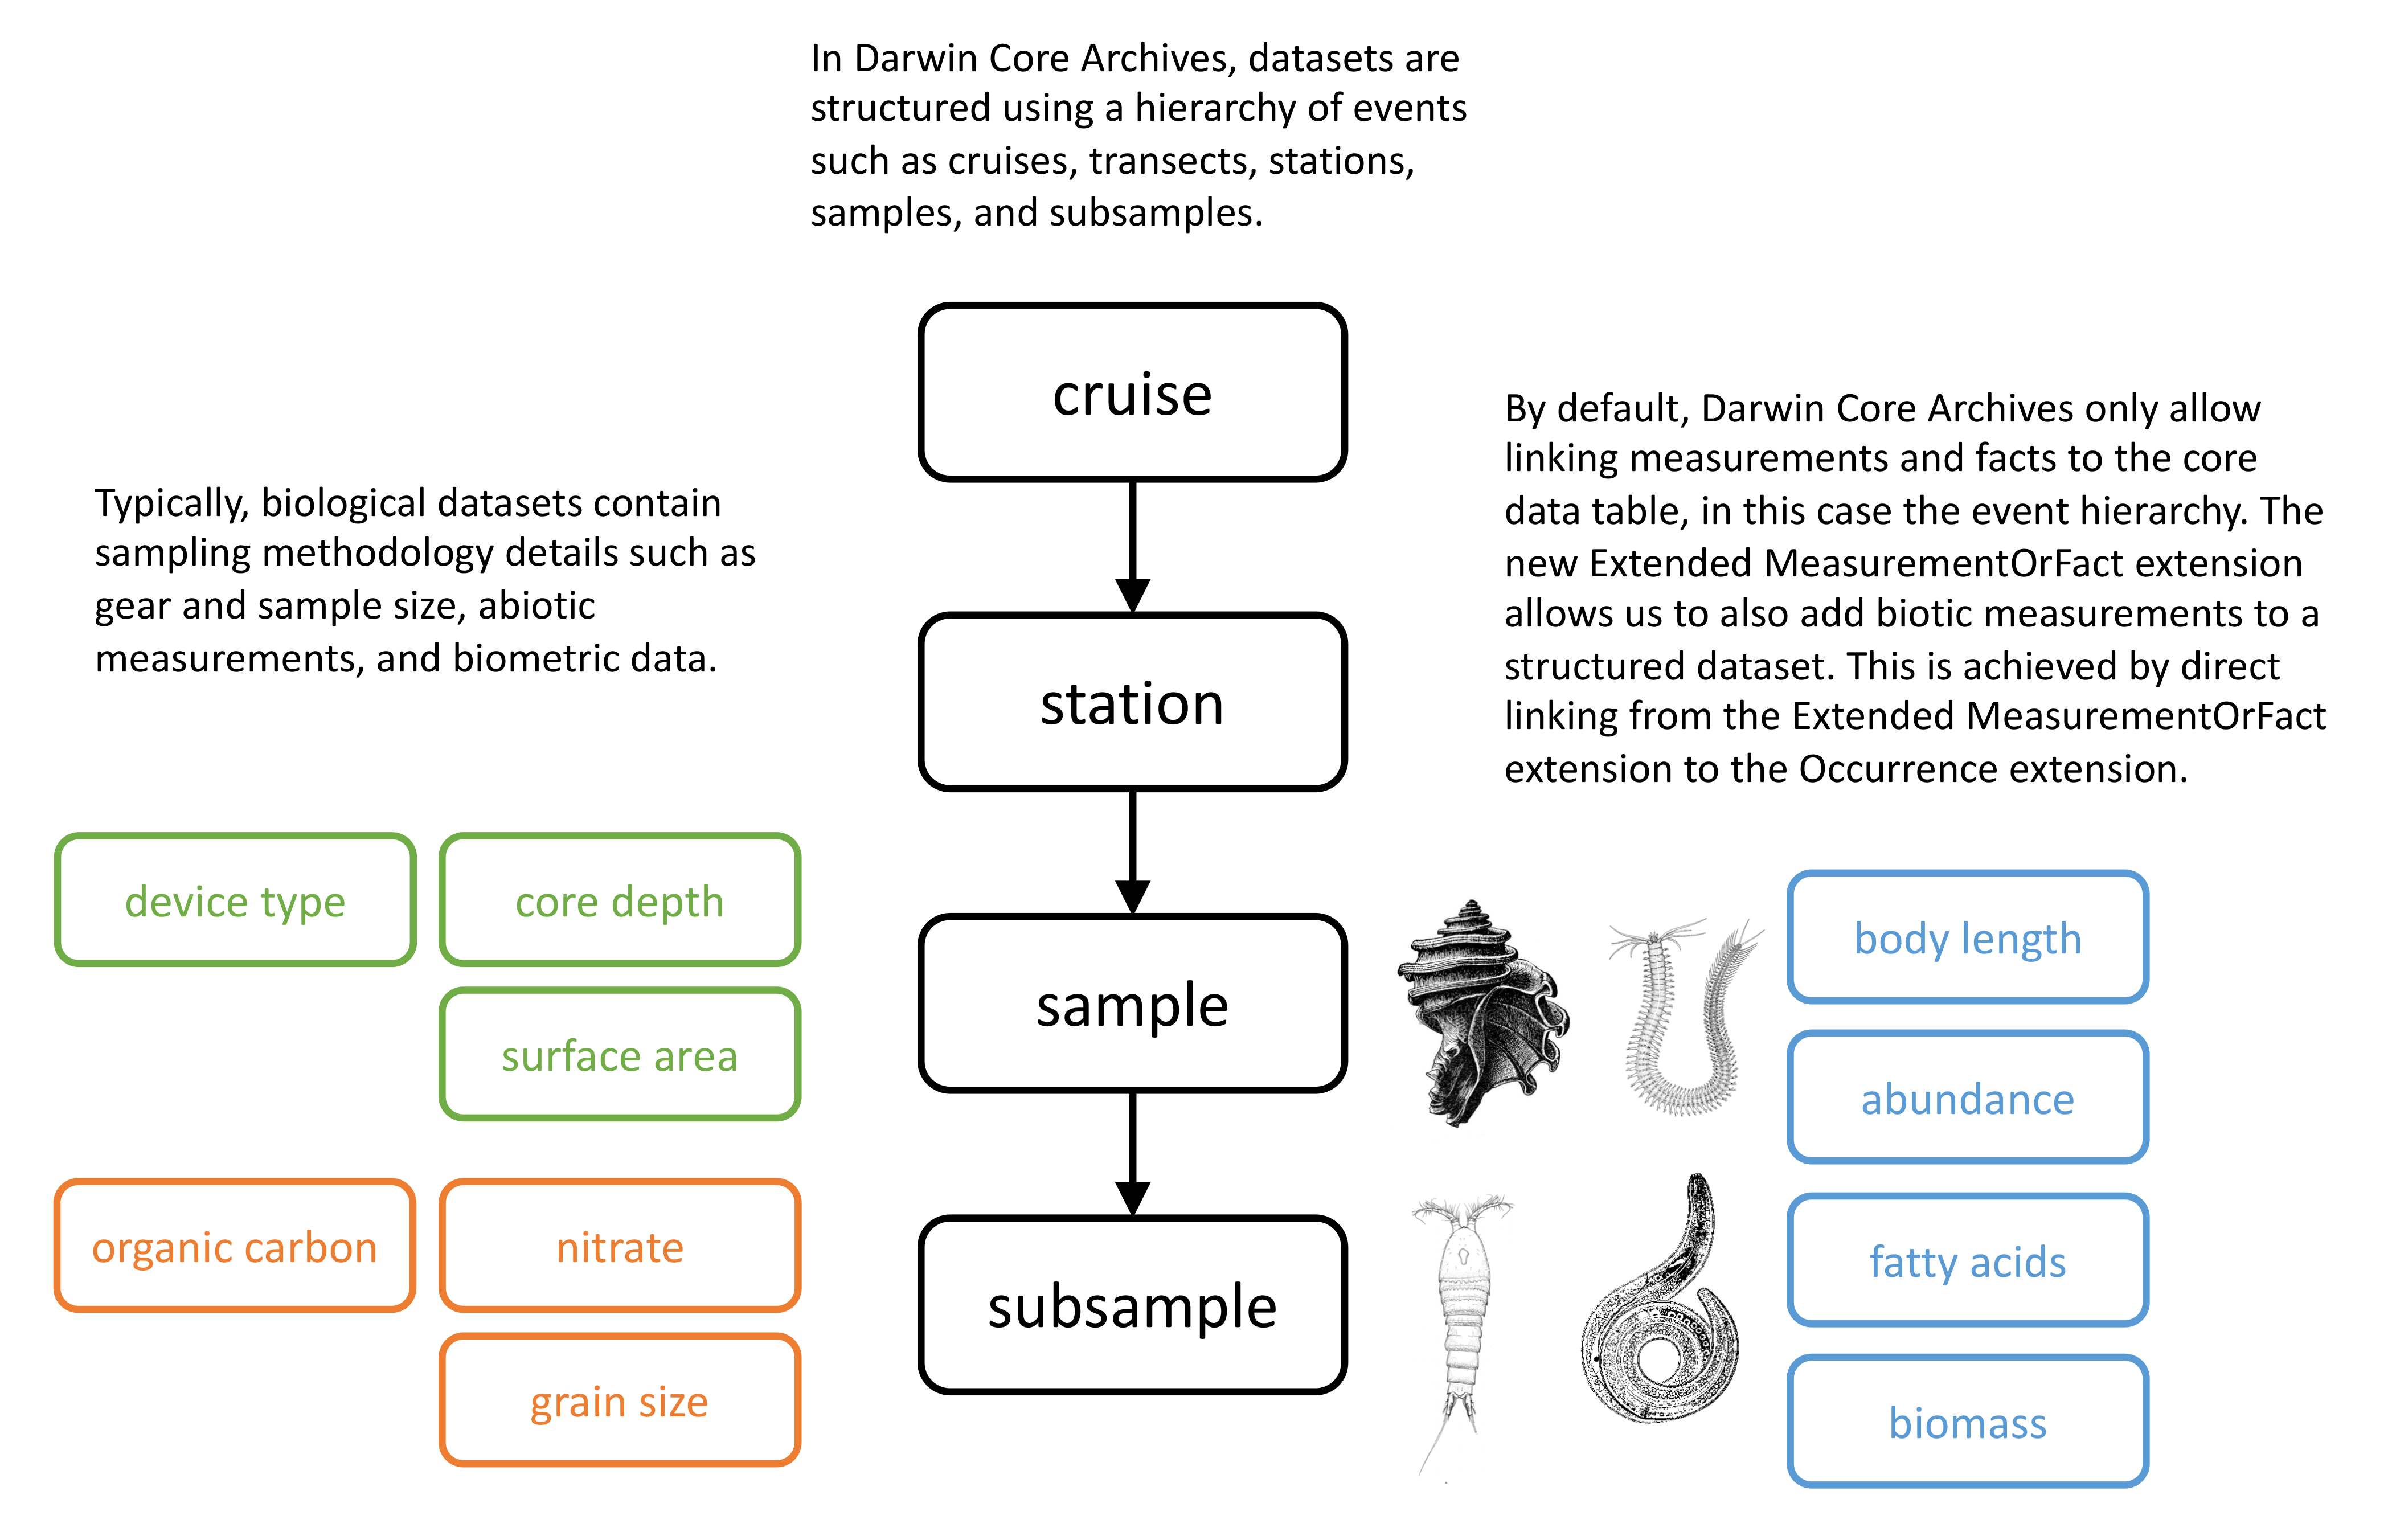 In Darwin Core Archives, datasets are
structured using a hierarchy of events
such as cruises, transects, stations,
samples, and subsamples.
cruise
By default, Darwin Core Archives only allow
linking measurements and facts to the core
data table, in this case the event hierarchy. The
new Extended MeasurementOrFact extension
allows us to also add biotic measurements to a
structured dataset. This is achieved by direct
linking from the Extended MeasurementOrFact
extension to the Occurrence extension.
Typically, biological datasets contain
sampling methodology details such as
gear and sample size, abiotic
measurements, and biometric data.
station
device type
core depth
surface area
sample
body length
abundance
organic carbon
nitrate
grain size
subsample
fatty acids
biomass